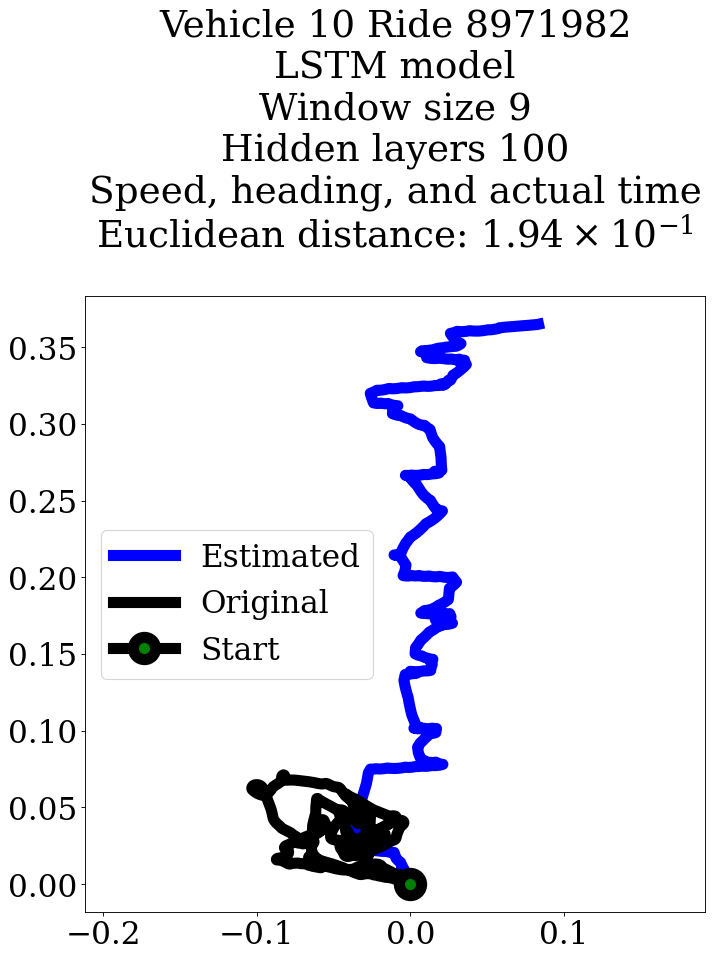 Vehicle 10 Ride 8971982
LSTM model
Window size 9
Hidden layers 100
Speed, heading, and actual time
Euclidean distance: 1.94 × 10⁻¹
0.35
0.30
0.25
0.20
0.15
0.10
0.05
0.00
Estimated
Original
Start
−0.2
−0.1
0.0
0.1